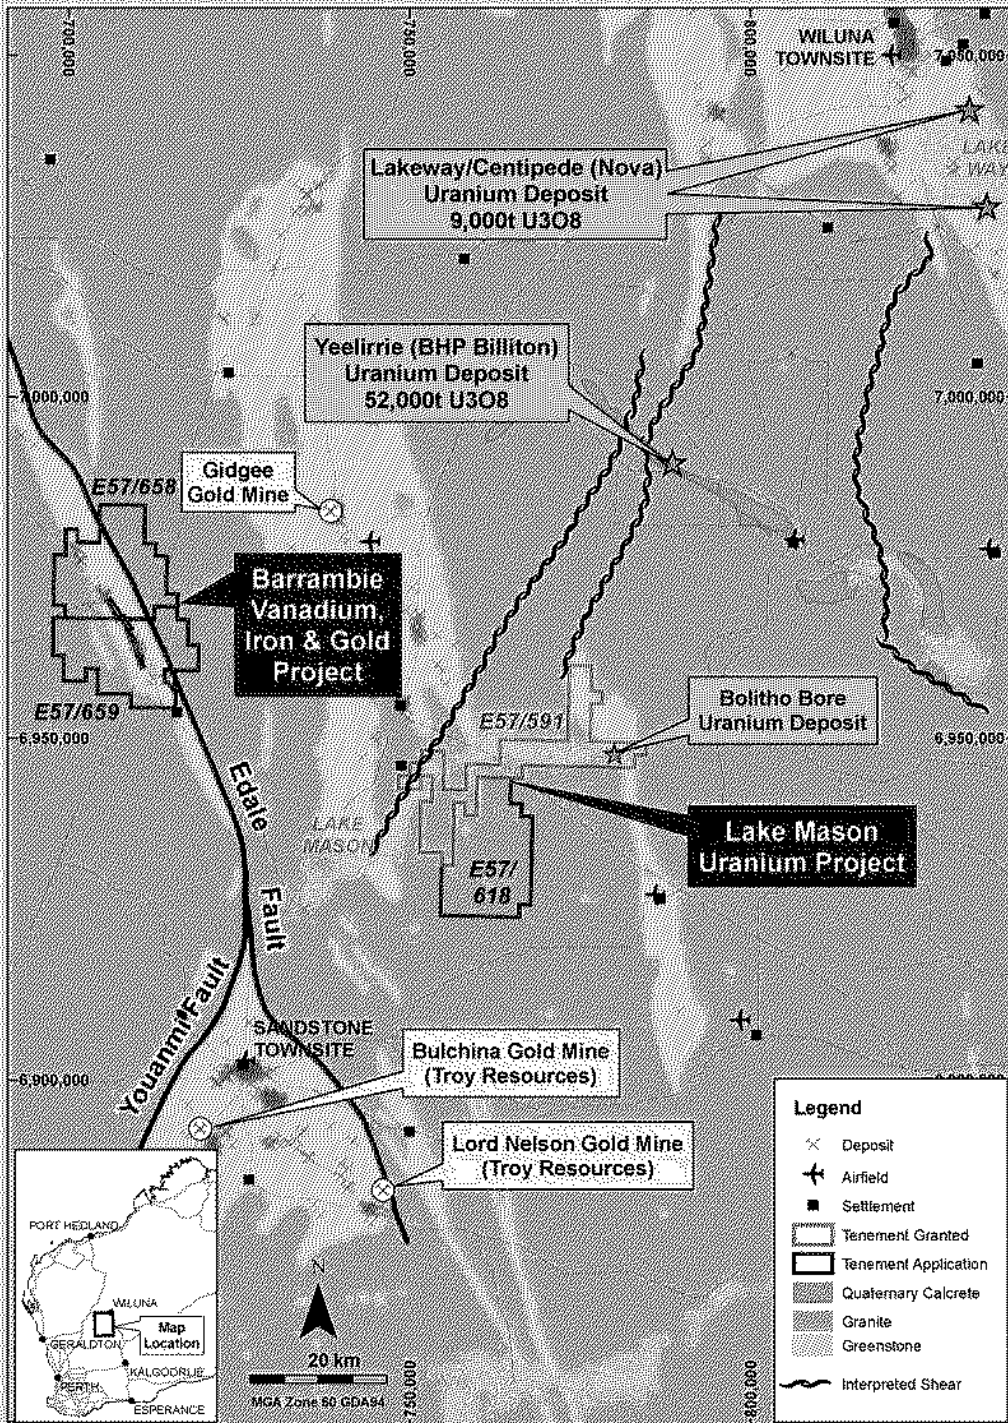 700,000
750,000
800,000
WILUNA
TOWNSITE
7,050,000
LAKE
WAY
Lakeway/Centipede (Nova)
Uranium Deposit
9,000t U3O8
Yeelirrie (BHP Billiton)
Uranium Deposit
52,000t U3O8
7,000,000
7,000,000
E57/658
Gidgee
Gold Mine
Barrambie
Vanadium,
Iron & Gold
Project
E57/659
E57/591
Bolitho Bore
Uranium Deposit
6,950,000
6,950,000
Edale
Fault
LAKE
MASON
E57/
618
Lake Mason
Uranium Project
Youanmi Fault
SANDSTONE
TOWNSITE
Bulchina Gold Mine
(Troy Resources)
6,900,000
Lord Nelson Gold Mine
(Troy Resources)
Legend
Deposit
Airfield
Settlement
Tenement Granted
Tenement Application
Quaternary Calcrete
Granite
Greenstone
Interpreted Shear
PORT HEDLAND
WILUNA
Map
Location
GERALDTON
KALGOORLIE
PERTH
ESPERANCE
N
20 km
MGA Zone 50 GDA94
750,000
800,000